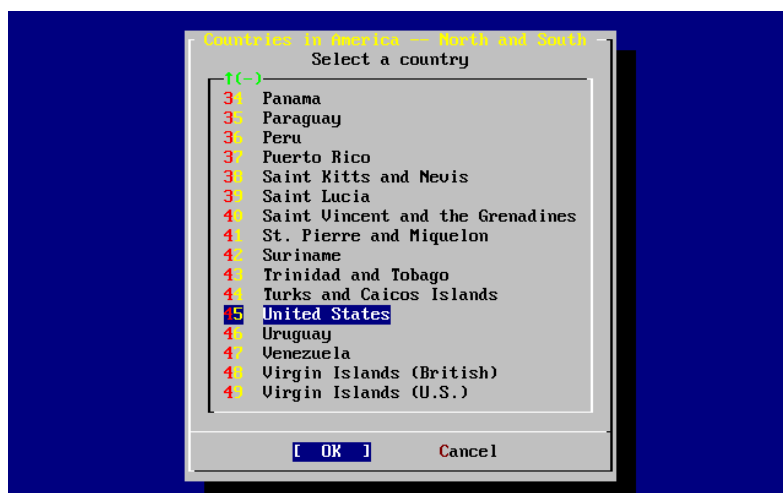 Countries in America -- North and South
Select a country
↑(-)
34 Panama
35 Paraguay
36 Peru
37 Puerto Rico
38 Saint Kitts and Nevis
39 Saint Lucia
40 Saint Vincent and the Grenadines
41 St. Pierre and Miquelon
42 Suriname
43 Trinidad and Tobago
44 Turks and Caicos Islands
45 United States
46 Uruguay
47 Venezuela
48 Virgin Islands (British)
49 Virgin Islands (U.S.)
[ OK ] Cancel